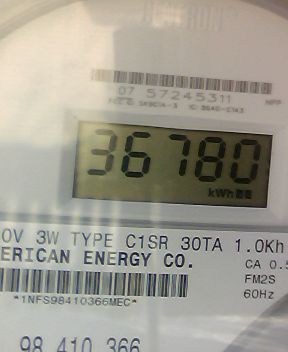 07 57245311
36780
kWh
0V 3W TYPE C1SR 30TA 1.0Kh
ERICAN ENERGY CO.
CA 0.5
FM2S
*1NFS98410366MEC*
60Hz
98 410 366